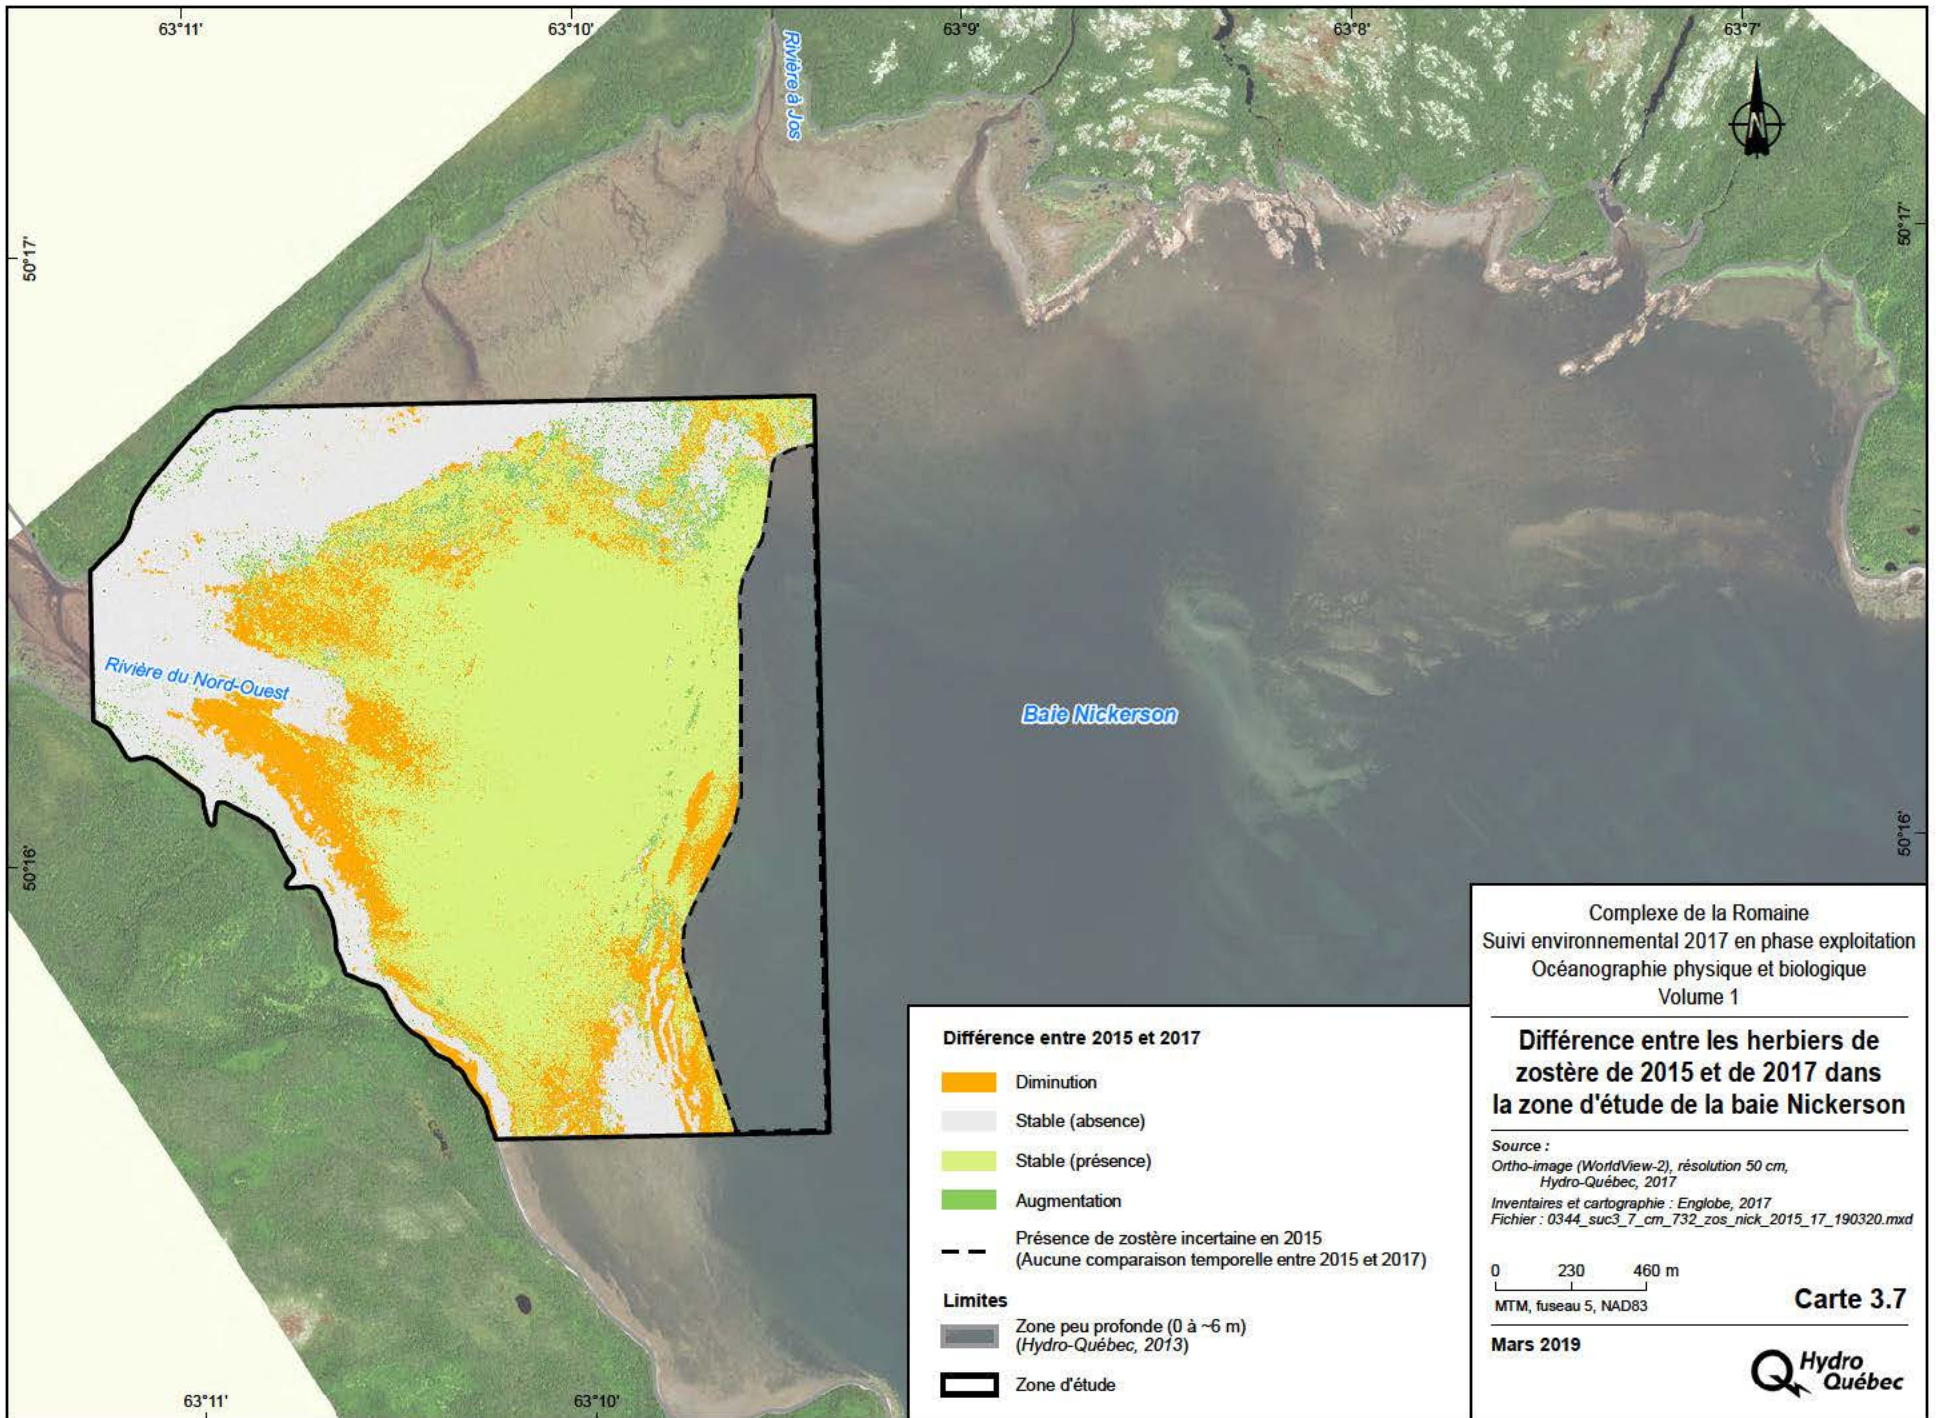 63°11'
63°10'
63°9'
63°8'
63°7'
Rivière à Jos
N
50°17'
50°17'
Rivière du Nord-Ouest
Baie Nickerson
50°16'
50°16'
63°11'
63°10'
Différence entre 2015 et 2017
Diminution
Stable (absence)
Stable (présence)
Augmentation
Présence de zostère incertaine en 2015
(Aucune comparaison temporelle entre 2015 et 2017)
Limites
Zone peu profonde (0 à ~6 m)
(Hydro-Québec, 2013)
Zone d'étude
Complexe de la Romaine
Suivi environnemental 2017 en phase exploitation
Océanographie physique et biologique
Volume 1
Différence entre les herbiers de
zostère de 2015 et de 2017 dans
la zone d'étude de la baie Nickerson
Source :
Ortho-image (WorldView-2), résolution 50 cm,
Hydro-Québec, 2017
Inventaires et cartographie : Englobe, 2017
Fichier : 0344_suc3_7_cm_732_zos_nick_2015_17_190320.mxd
0 230 460 m
MTM, fuseau 5, NAD83
Carte 3.7
Mars 2019
Hydro
Québec